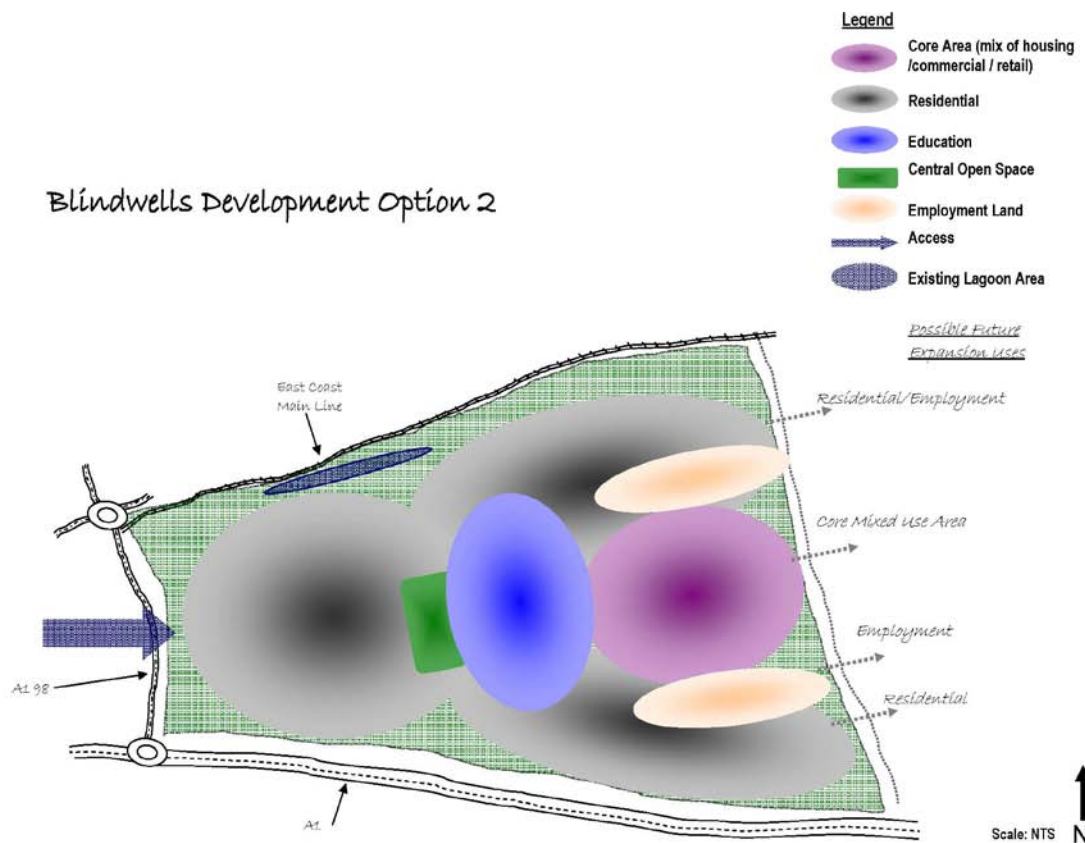 Legend
Core Area (mix of housing
/commercial / retail)
Residential
Education
Central Open Space
Employment Land
Access
Existing Lagoon Area
Blindwells Development Option 2
Possible Future
Expansion Uses
East Coast
Main Line
Residential/Employment
Core Mixed Use Area
Employment
Residential
A198
A1
Scale: NTS
N